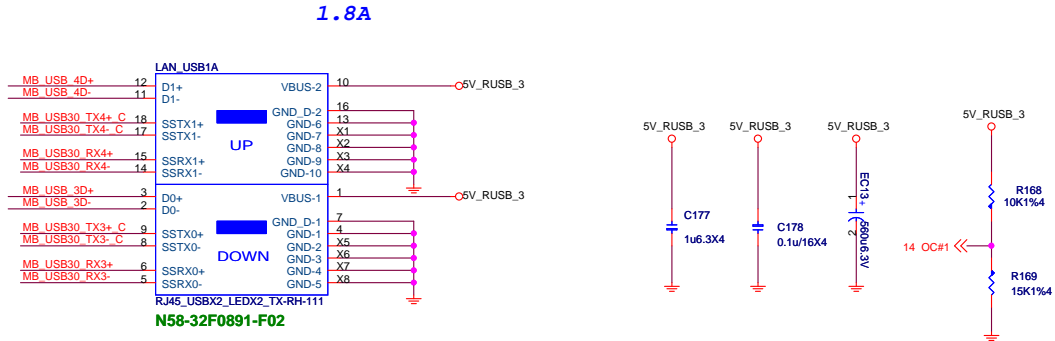 1.8A
LAN_USB1A
MB_USB_4D+ 12 D1+ VBUS-2 10 5V_RUSB_3
MB_USB_4D- 11 D1-
GND_D-2 16
MB_USB30_TX4+_C 18 SSTX1+ GND-6 13
MB_USB30_TX4-_C 17 SSTX1- GND-7 X1
UP GND-8 X2
MB_USB30_RX4+ 15 SSRX1+ GND-9 X3
MB_USB30_RX4- 14 SSRX1- GND-10 X4
MB_USB_3D+ 3 D0+ VBUS-1 1 5V_RUSB_3
MB_USB_3D- 2 D0-
GND_D-1 7
MB_USB30_TX3+_C 9 SSTX0+ GND-1 4
MB_USB30_TX3-_C 8 SSTX0- GND-2 X5
DOWN GND-3 X6
MB_USB30_RX3+ 6 SSRX0+ GND-4 X7
MB_USB30_RX3- 5 SSRX0- GND-5 X8
RJ45_USBX2_LEDX2_TX-RH-111
N58-32F0891-F02
5V_RUSB_3
C177
1u6.3X4
5V_RUSB_3
C178
0.1u/16X4
5V_RUSB_3
EC13
1 +
2
560u6.3V
5V_RUSB_3
R168
10K1%4
14 OC#1
R169
15K1%4